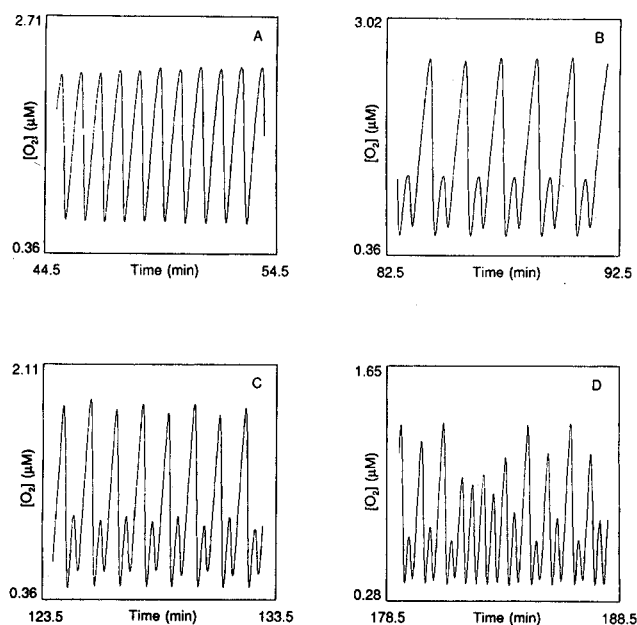 2.71
A
[O₂] (μM)
0.36
44.5
Time (min)
54.5
3.02
B
[O₂] (μM)
0.36
82.5
Time (min)
92.5
2.11
C
[O₂] (μM)
0.36
123.5
Time (min)
133.5
1.65
D
[O₂] (μM)
0.28
178.5
Time (min)
188.5